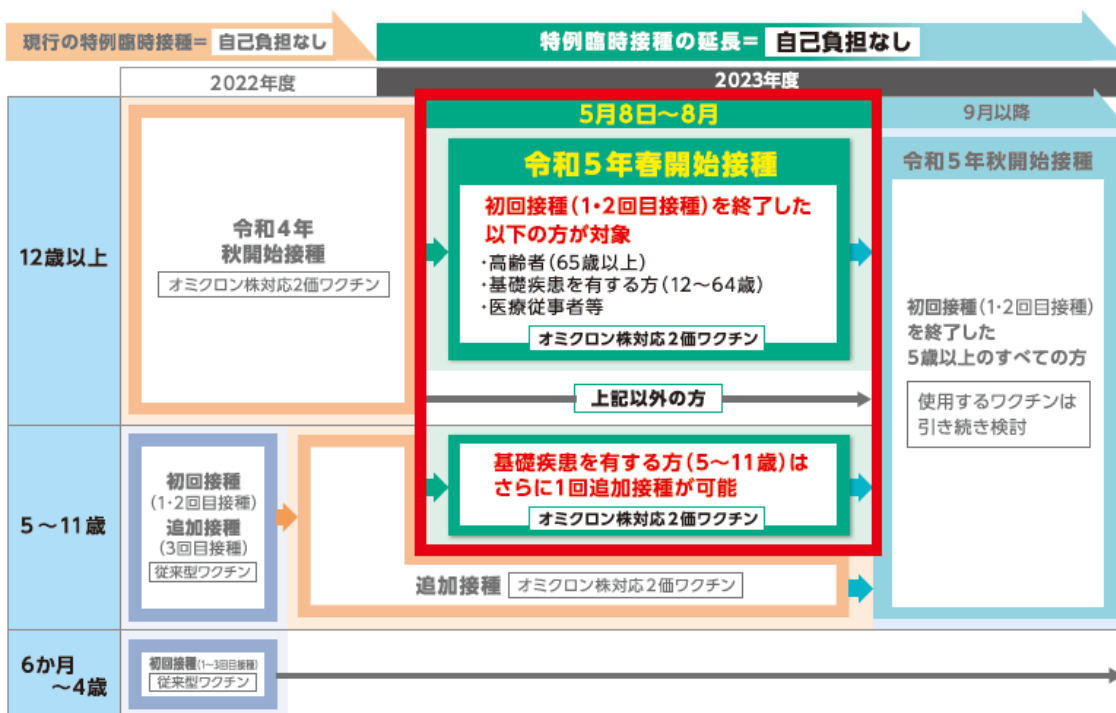 現行の特例臨時接種= 自己負担なし
特例臨時接種の延長= 自己負担なし
2022年度
2023年度
5月8日～8月
9月以降
12歳以上
令和4年
秋開始接種
オミクロン株対応2価ワクチン
令和5年春開始接種
初回接種(1・2回目接種)を終了した
以下の方が対象
・高齢者(65歳以上)
・基礎疾患を有する方(12～64歳)
・医療従事者等
オミクロン株対応2価ワクチン
上記以外の方
令和5年秋開始接種
初回接種(1・2回目接種)
を終了した
5歳以上のすべての方
使用するワクチンは
引き続き検討
5～11歳
初回接種
(1・2回目接種)
追加接種
(3回目接種)
従来型ワクチン
基礎疾患を有する方(5～11歳)は
さらに1回追加接種が可能
オミクロン株対応2価ワクチン
追加接種 オミクロン株対応2価ワクチン
6か月
～4歳
初回接種(1～3回目接種)
従来型ワクチン